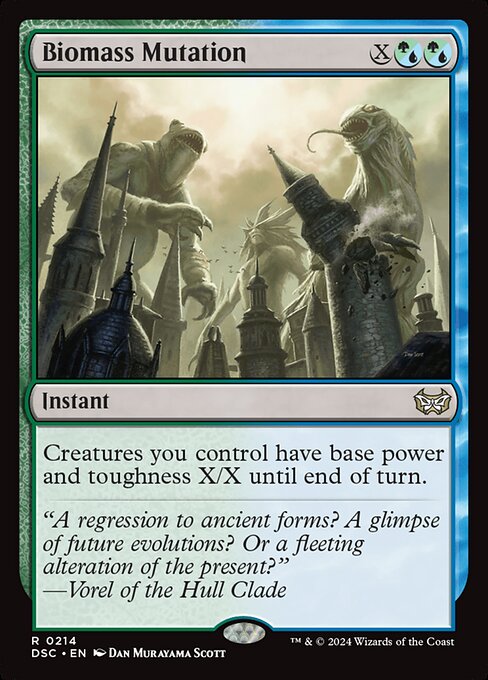 Biomass Mutation
X
Instant
Creatures you control have base power
and toughness X/X until end of turn.
“A regression to ancient forms? A glimpse
of future evolutions? Or a fleeting
alteration of the present?”
—Vorel of the Hull Clade
R 0214
DSC • EN Dan Murayama Scott
™ & © 2024 Wizards of the Coast